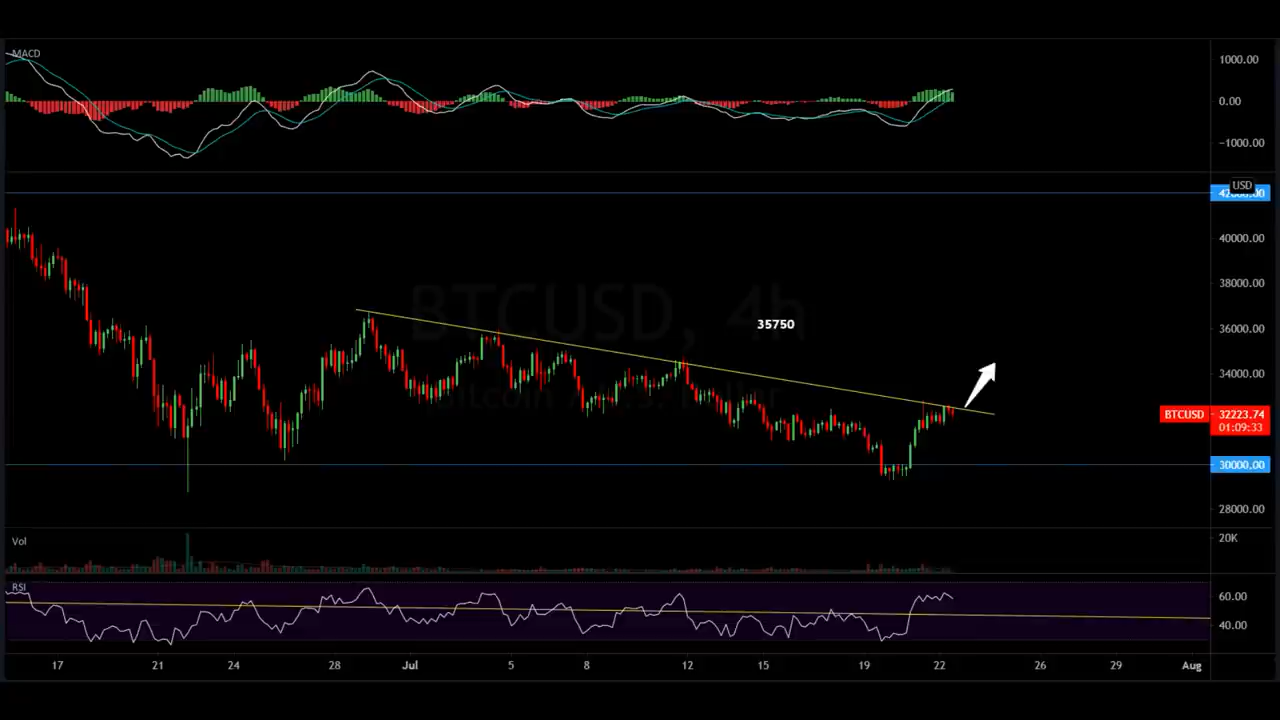 MACD
1000.00
0.00
−1000.00
USD
40000.00
38000.00
BTCUSD, 4h
35750
36000.00
34000.00
BTCUSD 32223.74
01:09:33
30000.00
28000.00
Vol
20K
RSI
60.00
40.00
17 21 24 28 Jul 5 8 12 15 19 22 26 29 Aug